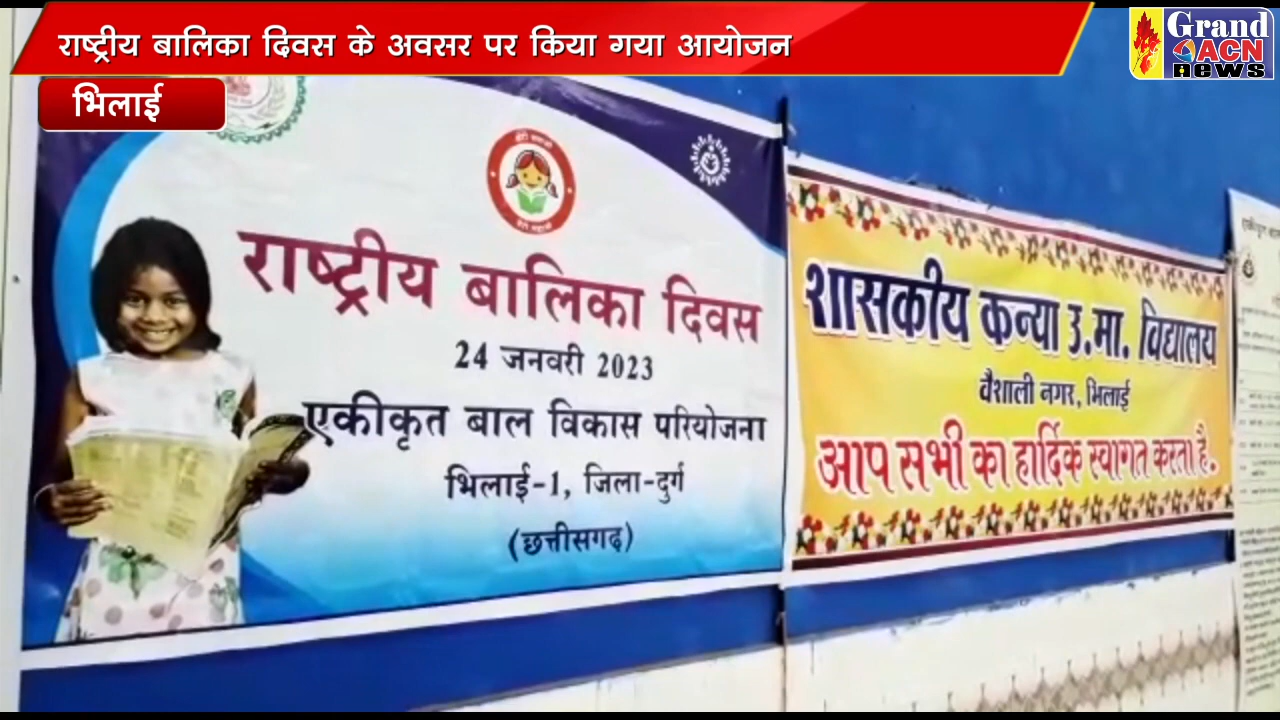 राष्ट्रीय बालिका दिवस के अवसर पर किया गया आयोजन
Grand
ACN
news
भिलाई
राष्ट्रीय बालिका दिवस
24 जनवरी 2023
एकीकृत बाल विकास परियोजना
भिलाई-1, जिला-दुर्ग
(छत्तीसगढ़)
शासकीय कन्या उ.मा. विद्यालय
वैशाली नगर, भिलाई
आप सभी का हार्दिक स्वागत करता है.